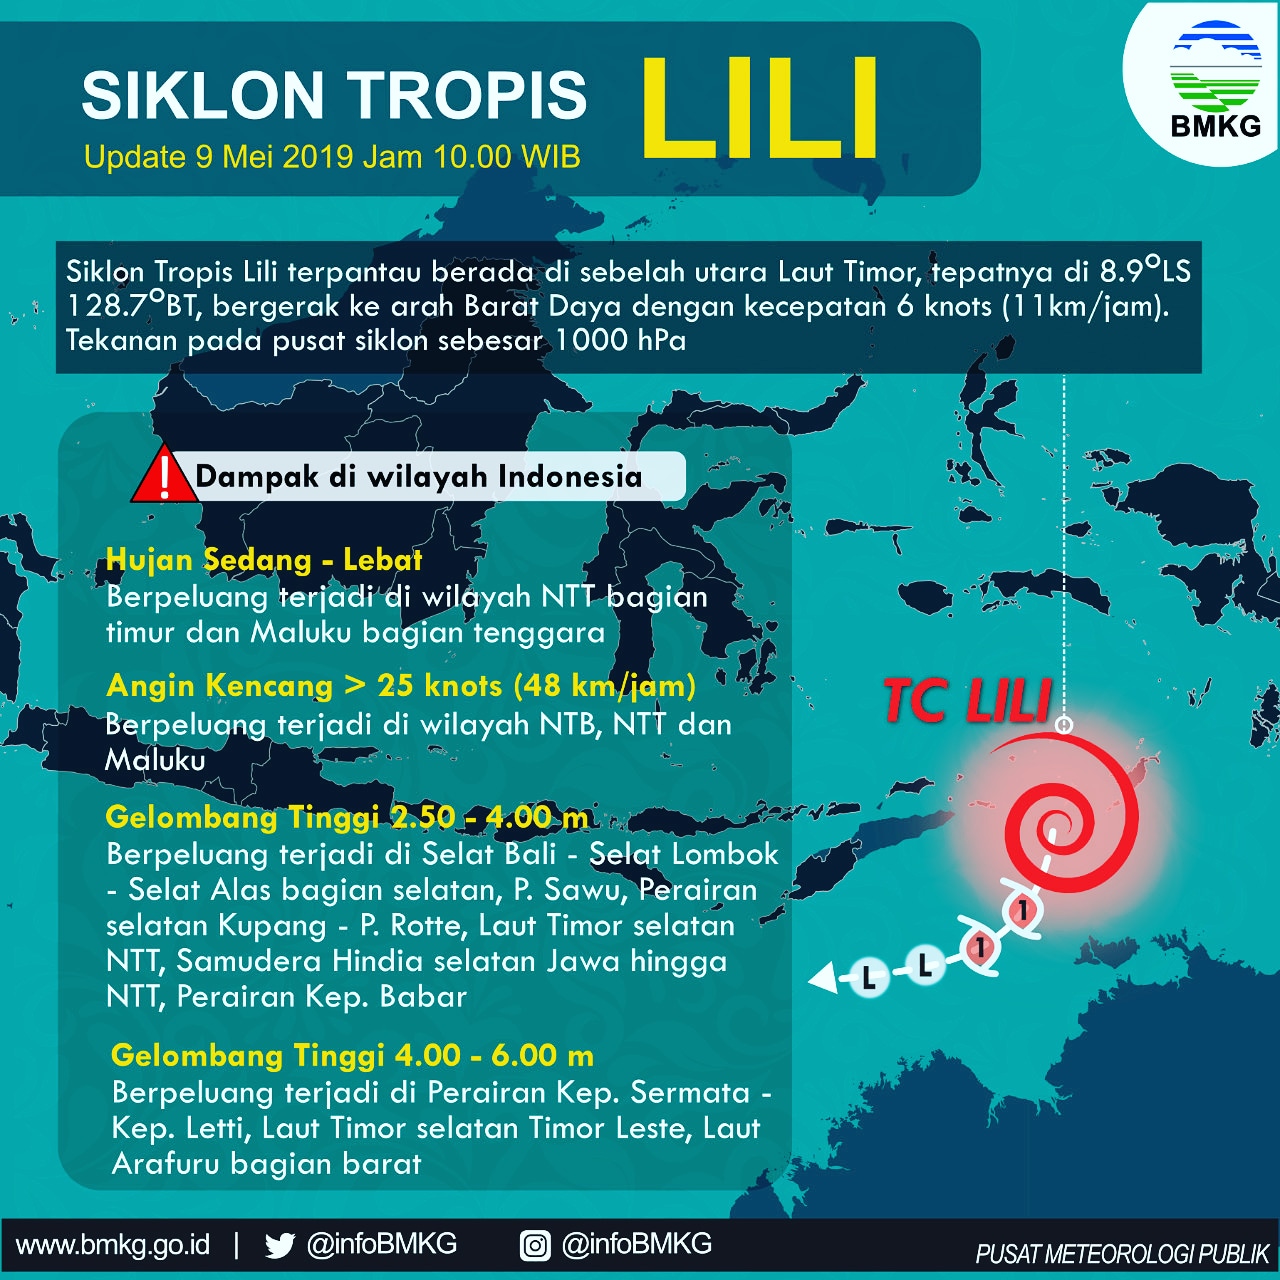 SIKLON TROPIS LILI
Update 9 Mei 2019 Jam 10.00 WIB
BMKG
Siklon Tropis Lili terpantau berada di sebelah utara Laut Timor, tepatnya di 8.9°LS
128.7°BT, bergerak ke arah Barat Daya dengan kecepatan 6 knots (11km/jam).
Tekanan pada pusat siklon sebesar 1000 hPa
! Dampak di wilayah Indonesia
Hujan Sedang - Lebat
Berpeluang terjadi di wilayah NTT bagian
timur dan Maluku bagian tenggara
Angin Kencang > 25 knots (48 km/jam)
Berpeluang terjadi di wilayah NTB, NTT dan
Maluku
Gelombang Tinggi 2.50 - 4.00 m
Berpeluang terjadi di Selat Bali - Selat Lombok
- Selat Alas bagian selatan, P. Sawu, Perairan
selatan Kupang - P. Rotte, Laut Timor selatan
NTT, Samudera Hindia selatan Jawa hingga
NTT, Perairan Kep. Babar
Gelombang Tinggi 4.00 - 6.00 m
Berpeluang terjadi di Perairan Kep. Sermata -
Kep. Letti, Laut Timor selatan Timor Leste, Laut
Arafuru bagian barat
TC LILI
1
1
L
L
www.bmkg.go.id | @infoBMKG @infoBMKG
PUSAT METEOROLOGI PUBLIK